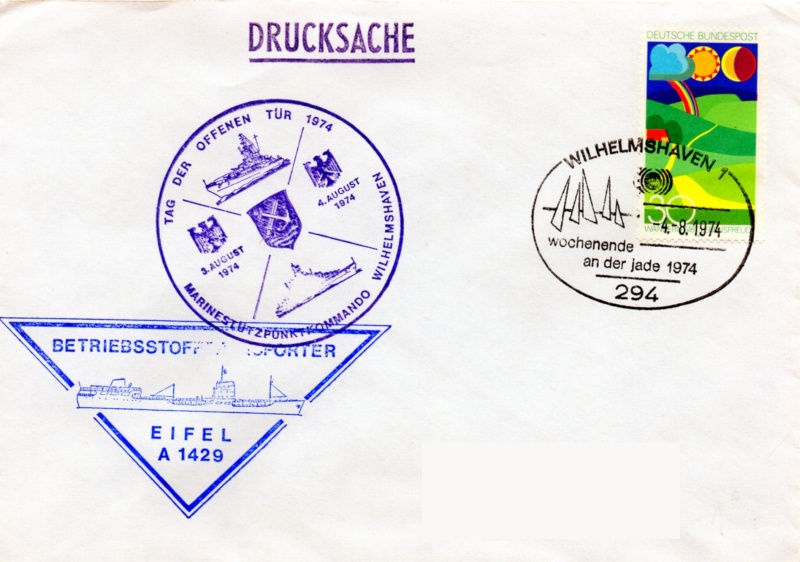 DRUCKSACHE
DEUTSCHE BUNDESPOST
30
TAG DER OFFENEN TÜR 1974
4. AUGUST
1974
3. AUGUST
1974
MARINESTÜTZPUNKTKOMMANDO WILHELMSHAVEN
WILHELMSHAVEN 1
-4.-8.1974
wochenende
an der jade 1974
294
BETRIEBSSTOFF
EIFEL
A 1429